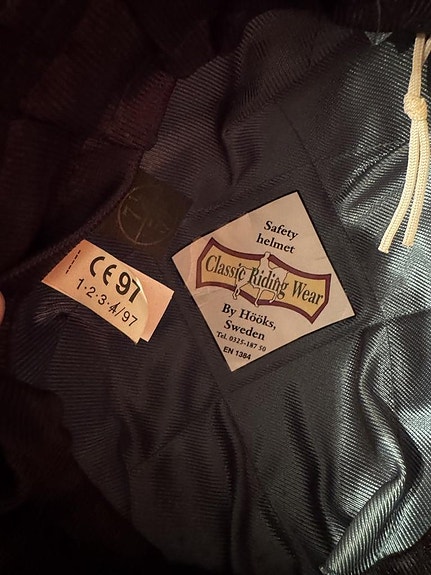 CE 97
1·2·3·4/97
Safety
helmet
Classic Riding Wear
By Hööks,
Sweden
Tel. 0325-187 50
EN 1384